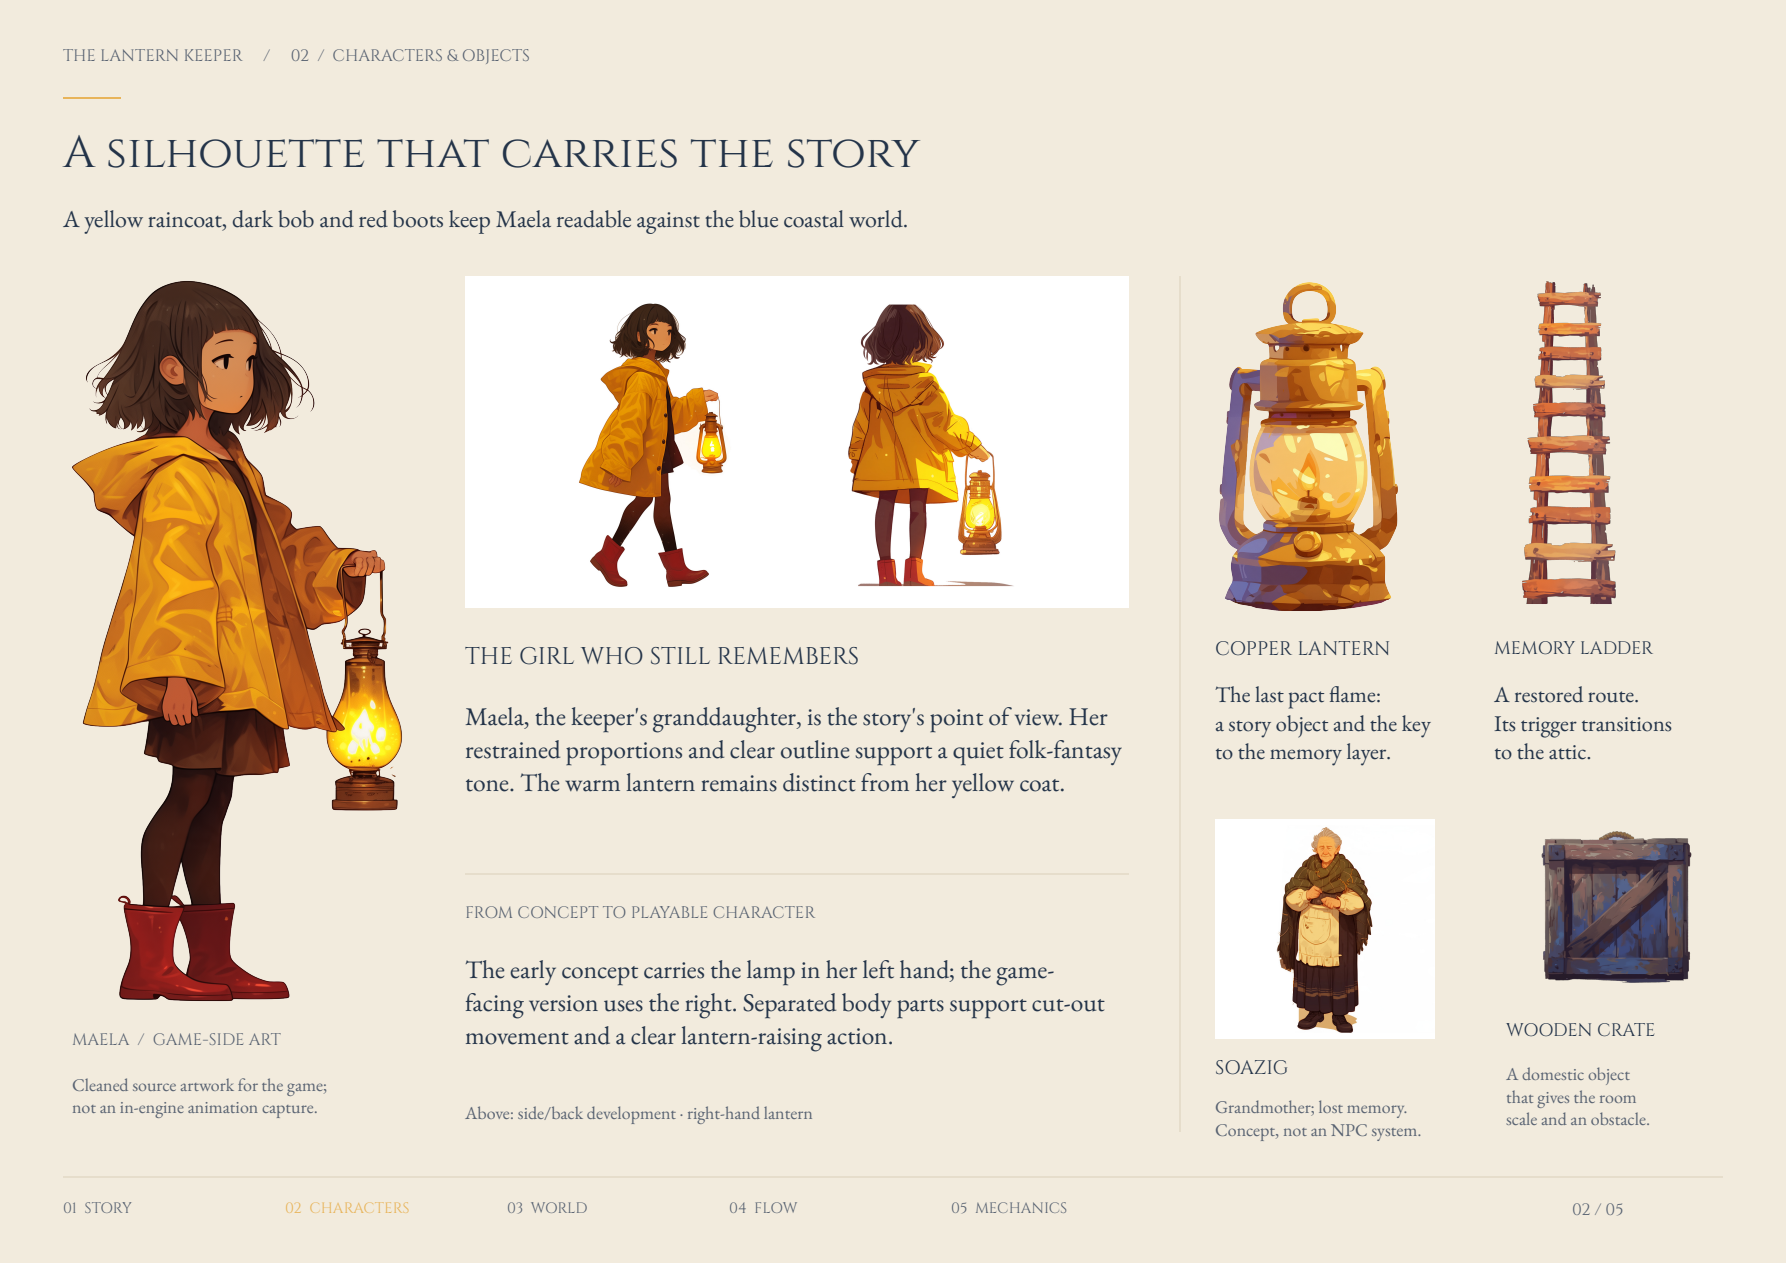 THE LANTERN KEEPER / 02 / CHARACTERS & OBJECTS
A SILHOUETTE THAT CARRIES THE STORY
A yellow raincoat, dark bob and red boots keep Maela readable against the blue coastal world.
MAELA / GAME-SIDE ART
Cleaned source artwork for the game;
not an in-engine animation capture.
THE GIRL WHO STILL REMEMBERS
Maela, the keeper's granddaughter, is the story's point of view. Her
restrained proportions and clear outline support a quiet folk-fantasy
tone. The warm lantern remains distinct from her yellow coat.
FROM CONCEPT TO PLAYABLE CHARACTER
The early concept carries the lamp in her left hand; the game-
facing version uses the right. Separated body parts support cut-out
movement and a clear lantern-raising action.
Above: side/back development · right-hand lantern
COPPER LANTERN
The last pact flame:
a story object and the key
to the memory layer.
MEMORY LADDER
A restored route.
Its trigger transitions
to the attic.
SOAZIG
Grandmother; lost memory.
Concept, not an NPC system.
WOODEN CRATE
A domestic object
that gives the room
scale and an obstacle.
01 STORY
02 CHARACTERS
03 WORLD
04 FLOW
05 MECHANICS
02 / 05